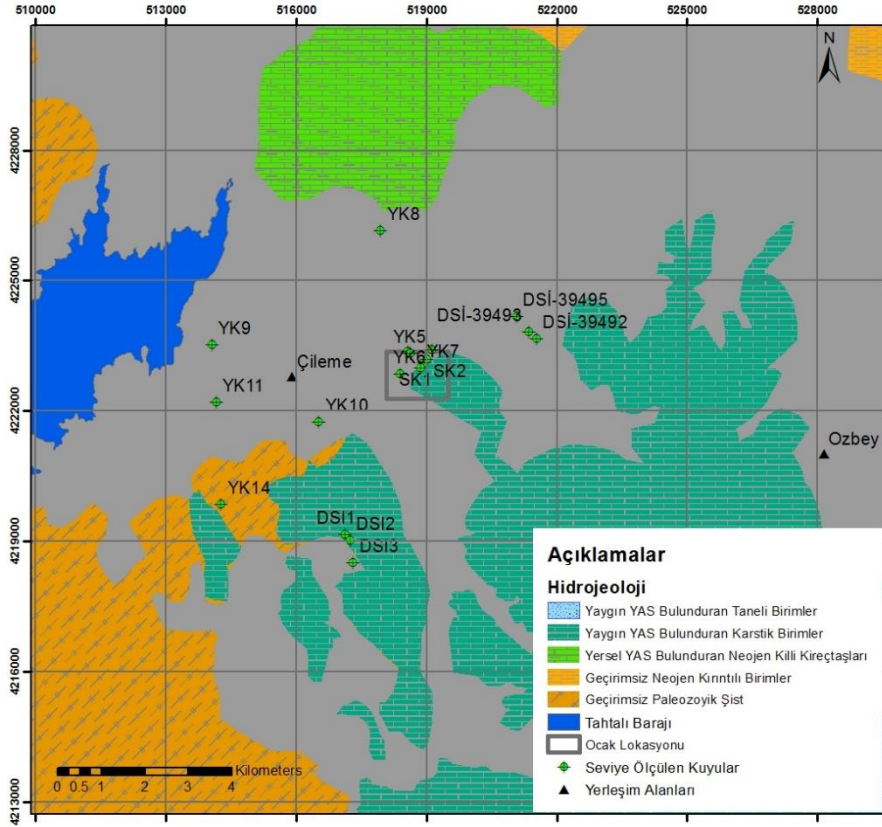 510000 513000 516000 519000 522000 525000 528000
N
4228000
YK8
4225000
DSİ-39495
DSİ-39493
DSİ-39492
YK9
YK5
YK7
YK6
Çileme
SK2
SK1
YK11
4222000
YK10
Ozbey
YK14
DSI1
DSI2
4219000
DSI3
Açıklamalar
Hidrojeoloji
Yaygın YAS Bulunduran Taneli Birimler
Yaygın YAS Bulunduran Karstik Birimler
4216000
Yersel YAS Bulunduran Neojen Killi Kireçtaşları
Geçirimsiz Neojen Kırıntılı Birimler
Geçirimsiz Paleozoyik Şist
Tahtalı Barajı
Ocak Lokasyonu
Kilometers
Seviye Ölçülen Kuyular
0 0.5 1 2 3 4
Yerleşim Alanları
4213000